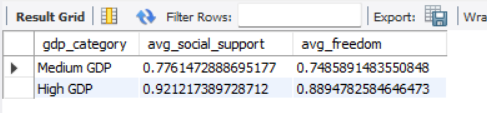 Result Grid Filter Rows: Export: Wra
gdp_category avg_social_support avg_freedom
Medium GDP 0.7761472888695177 0.7485891483550848
High GDP 0.921217389728712 0.8894782584646473